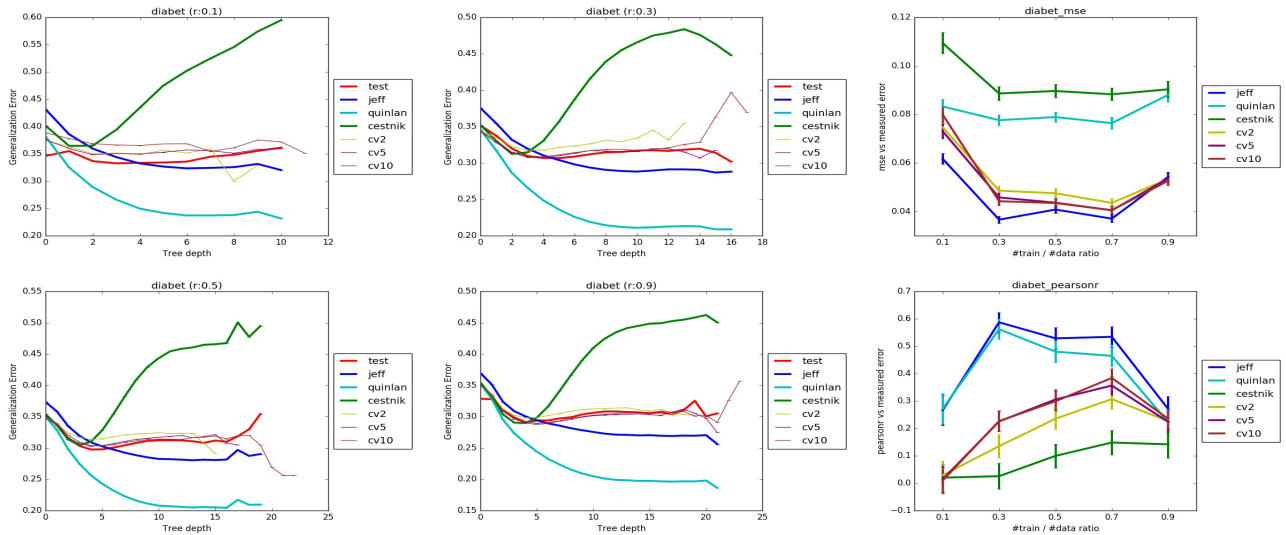 diabet (r:0.1)
0.60
0.55
0.50
0.45
0.40
0.35
0.30
0.25
0.20
Generalization Error
0 2 4 6 8 10 12
Tree depth
test
jeff
quinlan
cestnik
cv2
cv5
cv10
diabet (r:0.3)
0.50
0.45
0.40
0.35
0.30
0.25
0.20
Generalization Error
0 2 4 6 8 10 12 14 16 18
Tree depth
test
jeff
quinlan
cestnik
cv2
cv5
cv10
diabet_mse
0.12
0.10
0.08
0.06
0.04
mse vs measured error
0.1 0.3 0.5 0.7 0.9
#train / #data ratio
jeff
quinlan
cestnik
cv2
cv5
cv10
diabet (r:0.5)
0.55
0.50
0.45
0.40
0.35
0.30
0.25
0.20
Generalization Error
0 5 10 15 20 25
Tree depth
test
jeff
quinlan
cestnik
cv2
cv5
cv10
diabet (r:0.9)
0.50
0.45
0.40
0.35
0.30
0.25
0.20
0.15
Generalization Error
0 5 10 15 20 25
Tree depth
test
jeff
quinlan
cestnik
cv2
cv5
cv10
diabet_pearsonr
0.7
0.6
0.5
0.4
0.3
0.2
0.1
0.0
−0.1
pearsonr vs measured error
0.1 0.3 0.5 0.7 0.9
#train / #data ratio
jeff
quinlan
cestnik
cv2
cv5
cv10